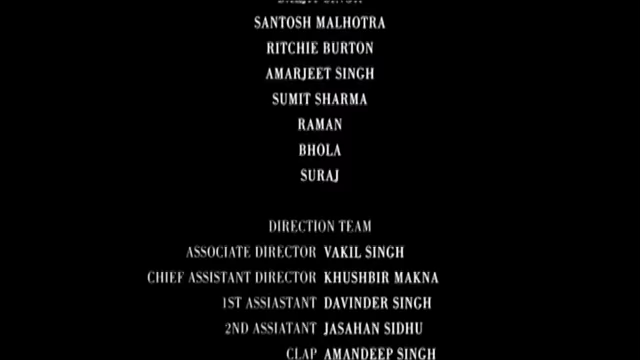 SANTOSH MALHOTRA
RITCHIE BURTON
AMARJEET SINGH
SUMIT SHARMA
RAMAN
BHOLA
SURAJ
DIRECTION TEAM
ASSOCIATE DIRECTOR VAKIL SINGH
CHIEF ASSISTANT DIRECTOR KHUSHBIR MAKNA
1ST ASSIASTANT DAVINDER SINGH
2ND ASSIATANT JASAHAN SIDHU
CLAP AMANDEEP SINGH